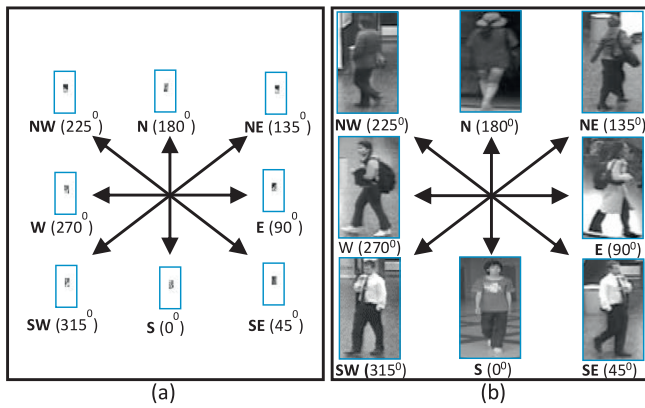 NW (225⁰) N (180⁰) NE (135⁰)
W (270⁰) E (90⁰)
SW (315⁰) S (0⁰) SE (45⁰)
(a)
NW (225⁰) N (180⁰) NE (135⁰)
W (270⁰) E (90⁰)
SW (315⁰) S (0⁰) SE (45⁰)
(b)